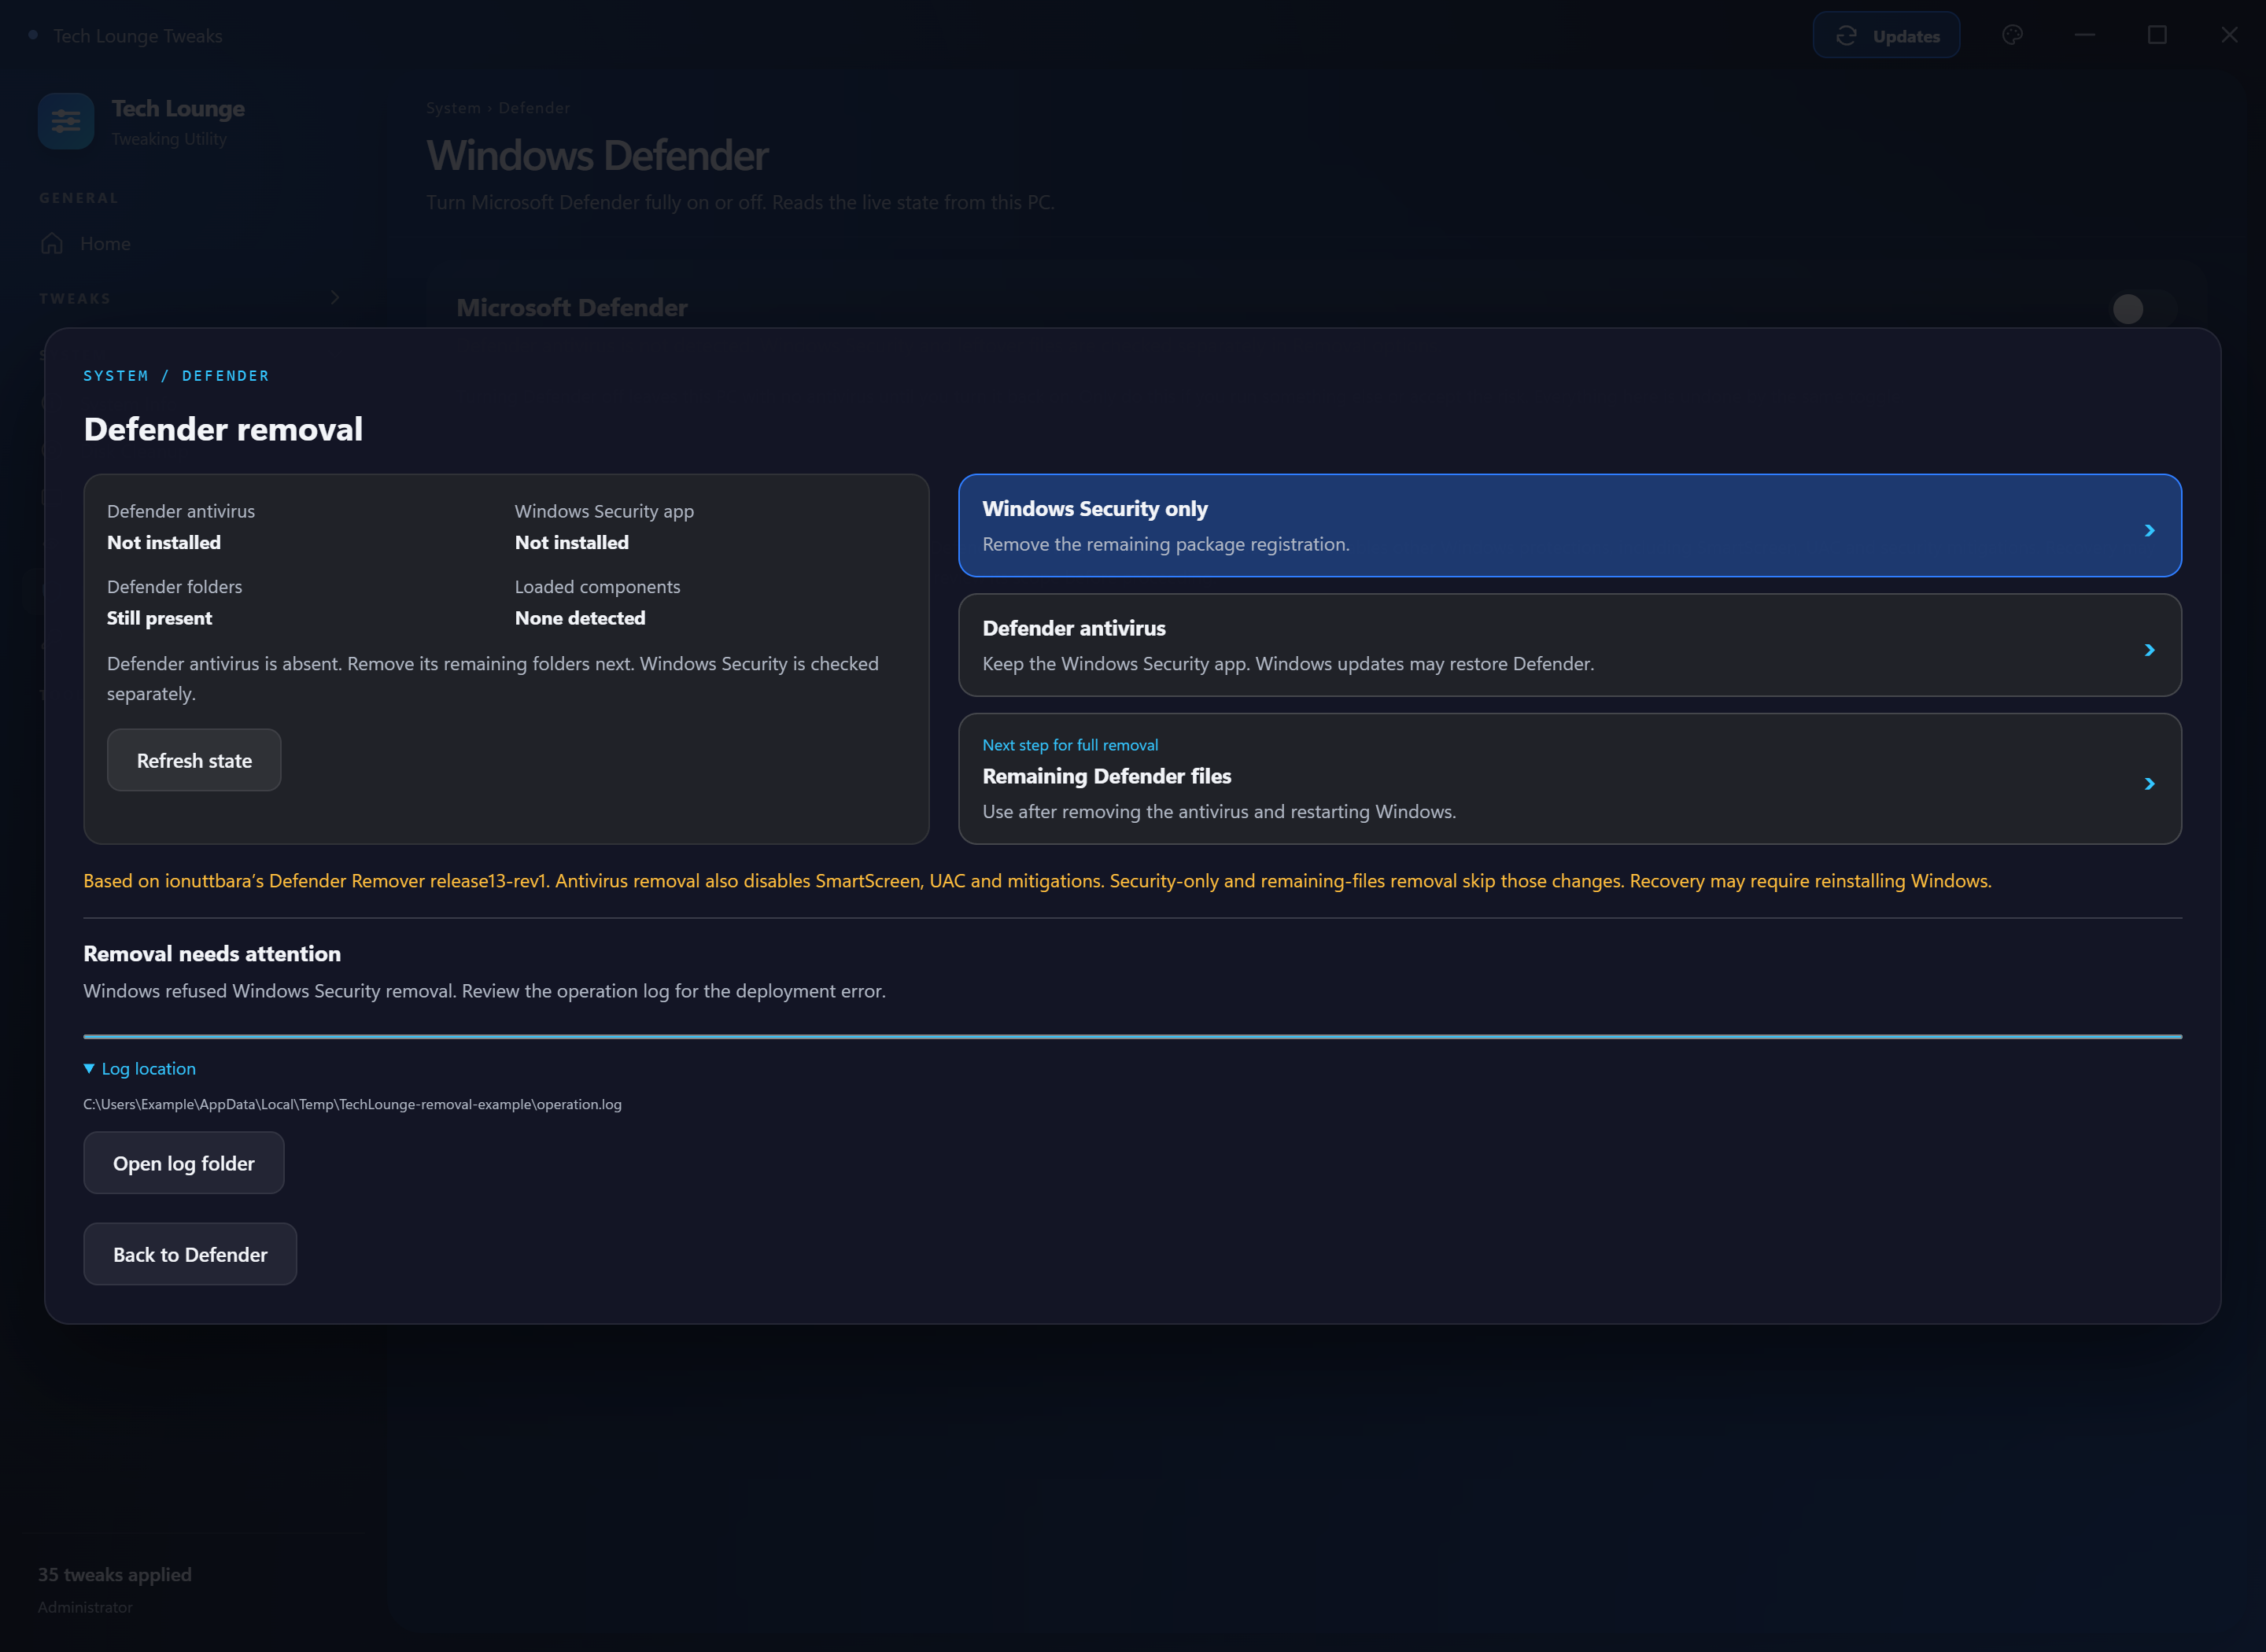 Tech Lounge Tweaks
Updates
Tech Lounge
Tweaking Utility
GENERAL
Home
TWEAKS
System › Defender
Windows Defender
Turn Microsoft Defender fully on or off. Reads the live state from this PC.
Microsoft Defender
SYSTEM / DEFENDER
Defender removal
Defender antivirus
Not installed
Windows Security app
Not installed
Defender folders
Still present
Loaded components
None detected
Defender antivirus is absent. Remove its remaining folders next. Windows Security is checked
separately.
Refresh state
Windows Security only
Remove the remaining package registration.
Defender antivirus
Keep the Windows Security app. Windows updates may restore Defender.
Next step for full removal
Remaining Defender files
Use after removing the antivirus and restarting Windows.
Based on ionuttbara’s Defender Remover release13-rev1. Antivirus removal also disables SmartScreen, UAC and mitigations. Security-only and remaining-files removal skip those changes. Recovery may require reinstalling Windows.
Removal needs attention
Windows refused Windows Security removal. Review the operation log for the deployment error.
Log location
C:\Users\Example\AppData\Local\Temp\TechLounge-removal-example\operation.log
Open log folder
Back to Defender
35 tweaks applied
Administrator